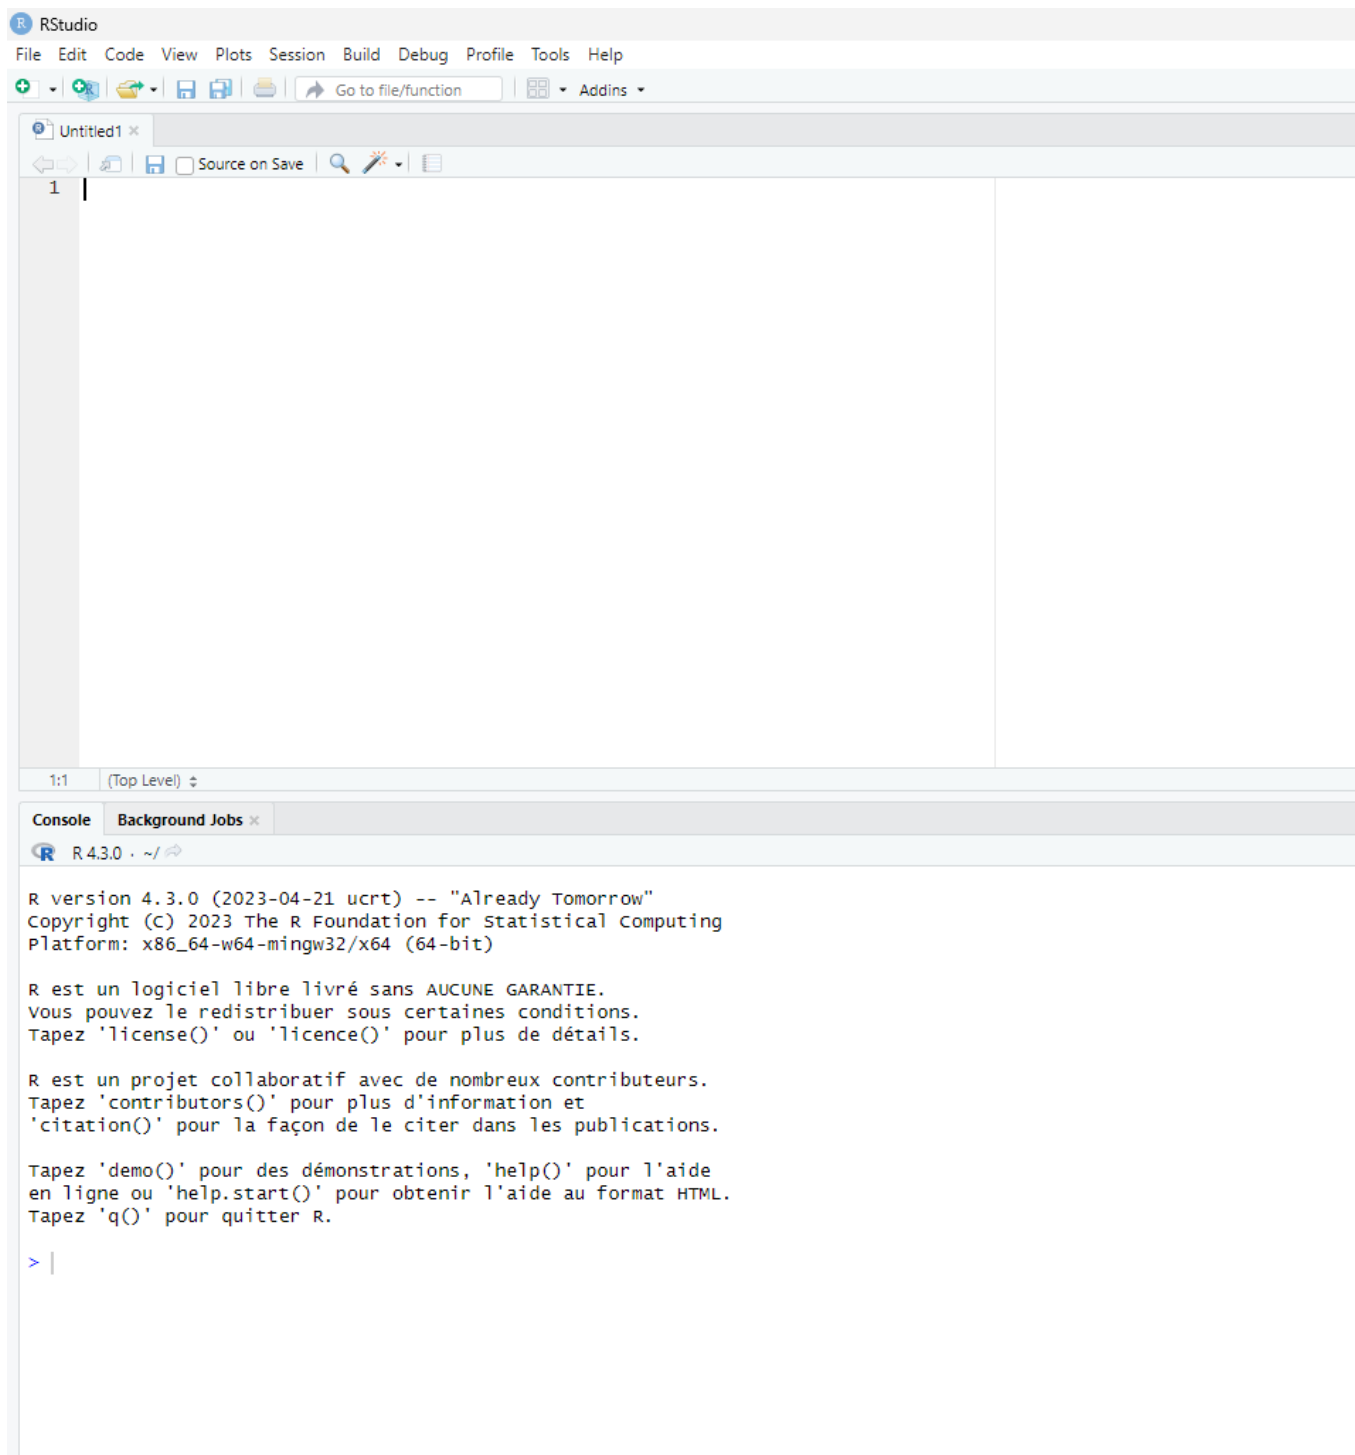 RStudio
File Edit Code View Plots Session Build Debug Profile Tools Help
Go to file/function Addins
Untitled1
Source on Save
1
1:1 (Top Level)
Console Background Jobs
R 4.3.0 · ~/
R version 4.3.0 (2023-04-21 ucrt) -- "Already Tomorrow"
Copyright (C) 2023 The R Foundation for Statistical Computing
Platform: x86_64-w64-mingw32/x64 (64-bit)
R est un logiciel libre livré sans AUCUNE GARANTIE.
Vous pouvez le redistribuer sous certaines conditions.
Tapez 'license()' ou 'licence()' pour plus de détails.
R est un projet collaboratif avec de nombreux contributeurs.
Tapez 'contributors()' pour plus d'information et
'citation()' pour la façon de le citer dans les publications.
Tapez 'demo()' pour des démonstrations, 'help()' pour l'aide
en ligne ou 'help.start()' pour obtenir l'aide au format HTML.
Tapez 'q()' pour quitter R.
>